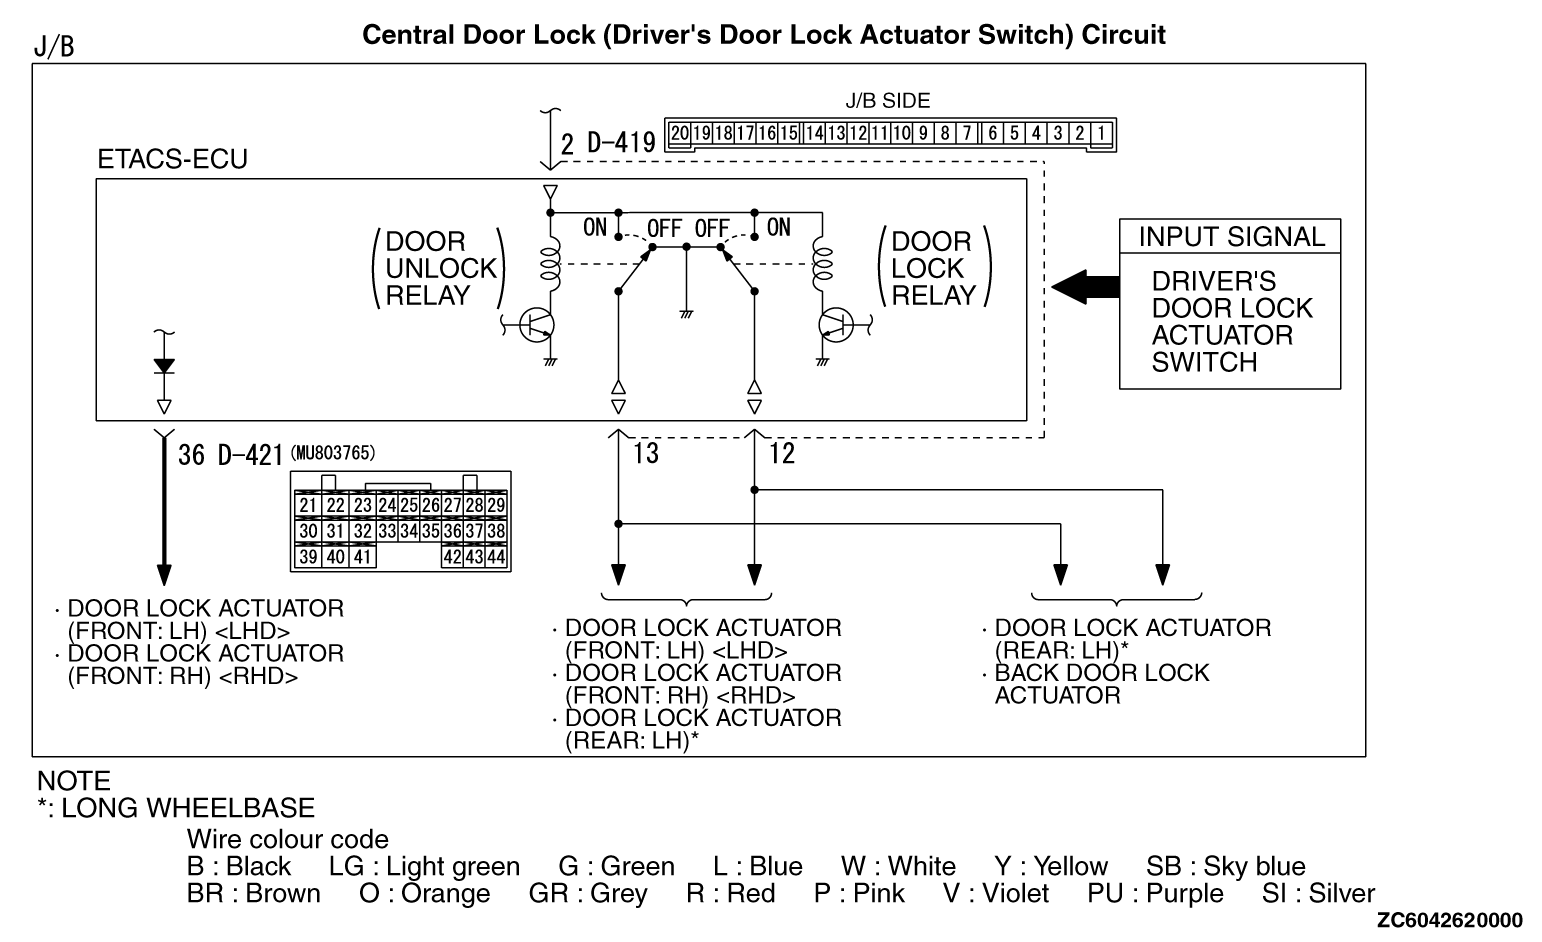 Central Door Lock (Driver's Door Lock Actuator Switch) Circuit
J/B
J/B SIDE
2 D-419
20 19 18 17 16 15 14 13 12 11 10 9 8 7 6 5 4 3 2 1
ETACS-ECU
ON OFF OFF ON
(DOOR
UNLOCK
RELAY)
(DOOR
LOCK
RELAY)
INPUT SIGNAL
DRIVER'S
DOOR LOCK
ACTUATOR
SWITCH
36 D-421 (MU803765)
13
12
21 22 23 24 25 26 27 28 29
30 31 32 33 34 35 36 37 38
39 40 41 42 43 44
· DOOR LOCK ACTUATOR
(FRONT: LH) <LHD>
· DOOR LOCK ACTUATOR
(FRONT: RH) <RHD>
· DOOR LOCK ACTUATOR
(FRONT: LH) <LHD>
· DOOR LOCK ACTUATOR
(FRONT: RH) <RHD>
· DOOR LOCK ACTUATOR
(REAR: LH)*
· DOOR LOCK ACTUATOR
(REAR: LH)*
· BACK DOOR LOCK
ACTUATOR
NOTE
*: LONG WHEELBASE
Wire colour code
B : Black LG : Light green G : Green L : Blue W : White Y : Yellow SB : Sky blue
BR : Brown O : Orange GR : Grey R : Red P : Pink V : Violet PU : Purple SI : Silver
ZC6042620000